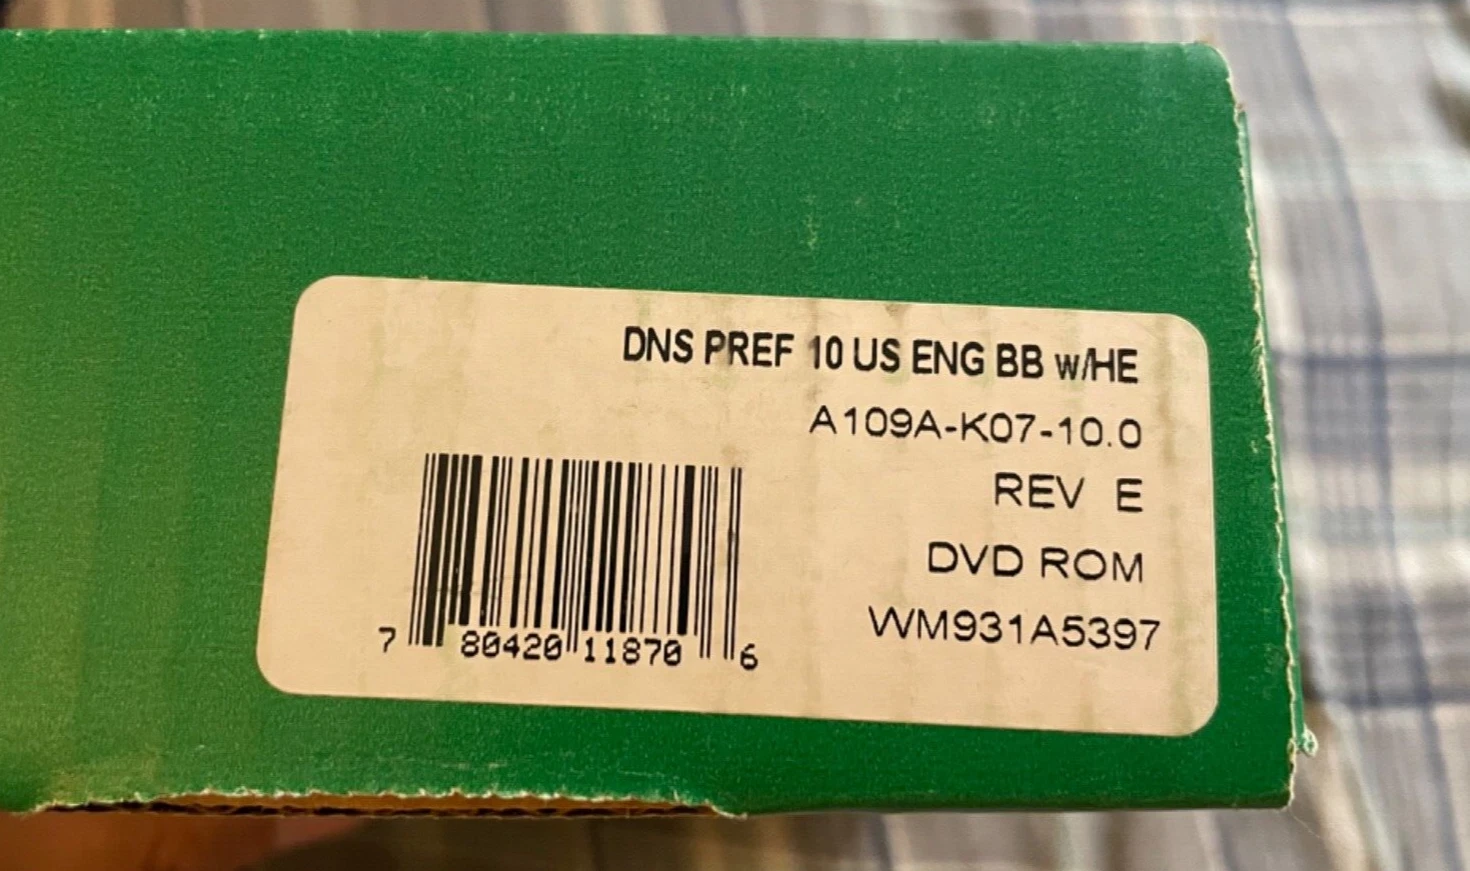 DNS PREF 10 US ENG BB w/HE
A109A-K07-10.0
REV E
DVD ROM
WM931A5397
7 80420 11870 6